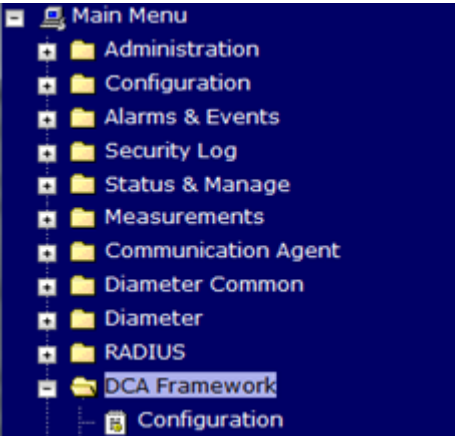 Main Menu
Administration
Configuration
Alarms & Events
Security Log
Status & Manage
Measurements
Communication Agent
Diameter Common
Diameter
RADIUS
DCA Framework
Configuration